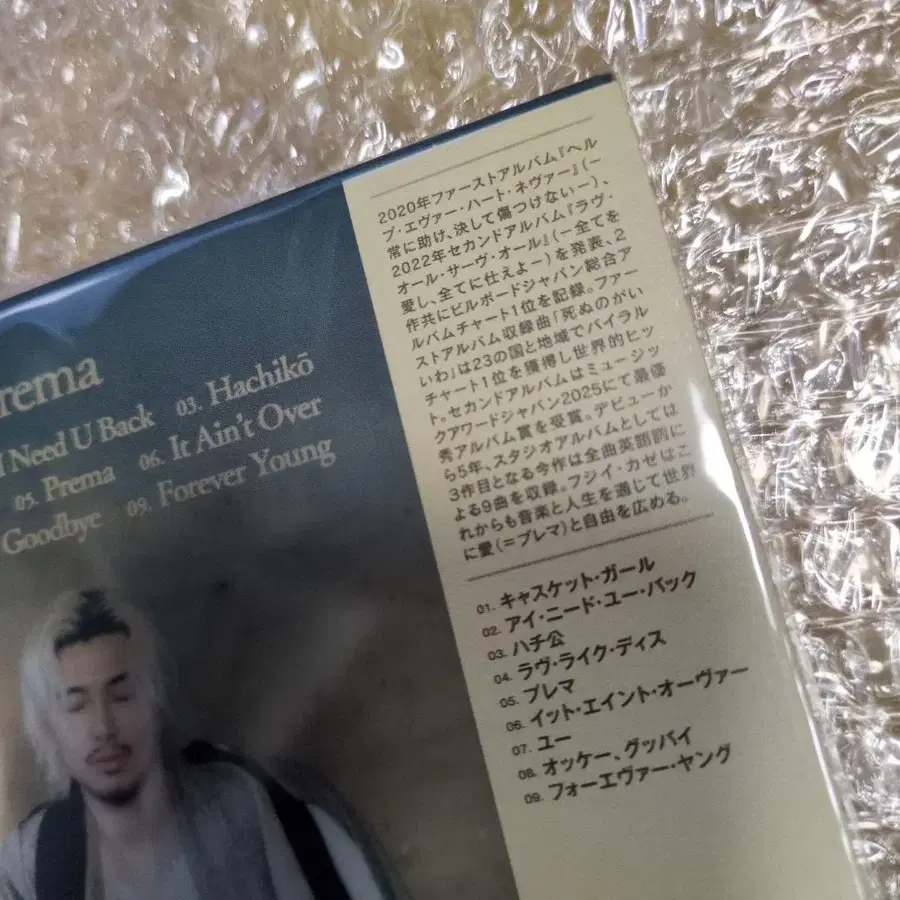 rema
I Need U Back 03. Hachikō
05. Prema 06. It Ain't Over
Goodbye 09. Forever Young
2020年ファーストアルバム『ヘル
プ・エヴァー・ハート・ネヴァー』(–
常に助け、決して傷つけない–)、
2022年セカンドアルバム『ラヴ・
オール・サーヴ・オール』(–全てを
愛し、全てに仕えよ–)を発表、2
作共にビルボードジャパン総合ア
ルバムチャート1位を記録。ファー
ストアルバム収録曲「死ぬのがい
いわ」は23の国と地域でバイラル
チャート1位を獲得し世界的ヒッ
ト。セカンドアルバムはミュージッ
クアワードジャパン2025にて最優
秀アルバム賞を受賞。デビューか
ら5年、スタジオアルバムとしては
3作目となる今作は全曲英語詞に
よる9曲を収録。フジイ・カゼはこ
れからも音楽と人生を通じて世界
に愛(=プレマ)と自由を広める。
01. キャスケット・ガール
02. アイ・ニード・ユー・バック
03. ハチ公
04. ラヴ・ライク・ディス
05. プレマ
06. イット・エイント・オーヴァー
07. ユー
08. オッケー、グッバイ
09. フォーエヴァー・ヤング